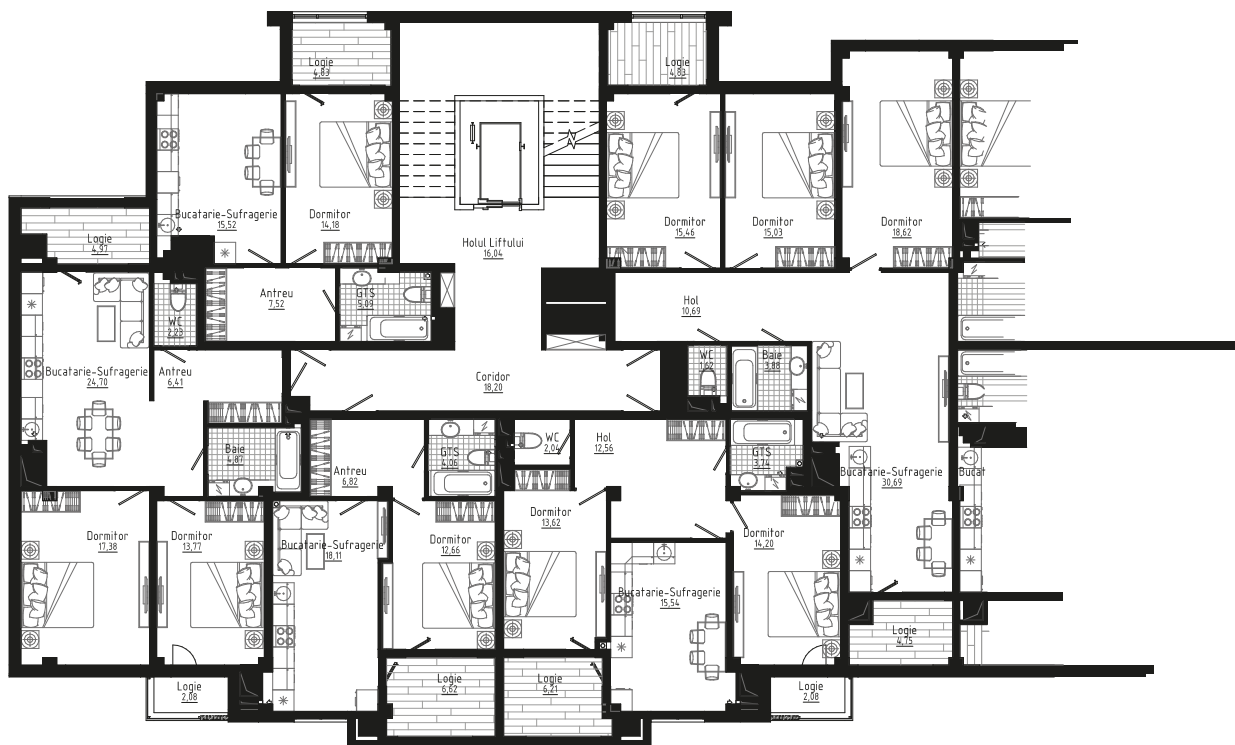 Logie
4,83
Logie
4,83
Bucatarie-Sufragerie
15,52
Dormitor
14,18
Dormitor
15,46
Dormitor
15,03
Dormitor
18,62
Logie
4,97
Holul Liftului
16,04
Antreu
7,52
GTS
5,09
Hol
10,69
WC
2,23
WC
1,62
Baie
3,88
Bucatarie-Sufragerie
24,70
Antreu
6,41
Coridor
18,20
Baie
4,87
Antreu
6,82
GTS
4,06
WC
2,04
Hol
12,56
GTS
3,74
Bucatarie-Sufragerie
30,69
Bucat
Dormitor
17,38
Dormitor
13,77
Bucatarie-Sufragerie
18,11
Dormitor
12,66
Dormitor
13,62
Dormitor
14,20
Bucatarie-Sufragerie
15,54
Logie
4,75
Logie
2,08
Logie
6,62
Logie
6,21
Logie
2,08